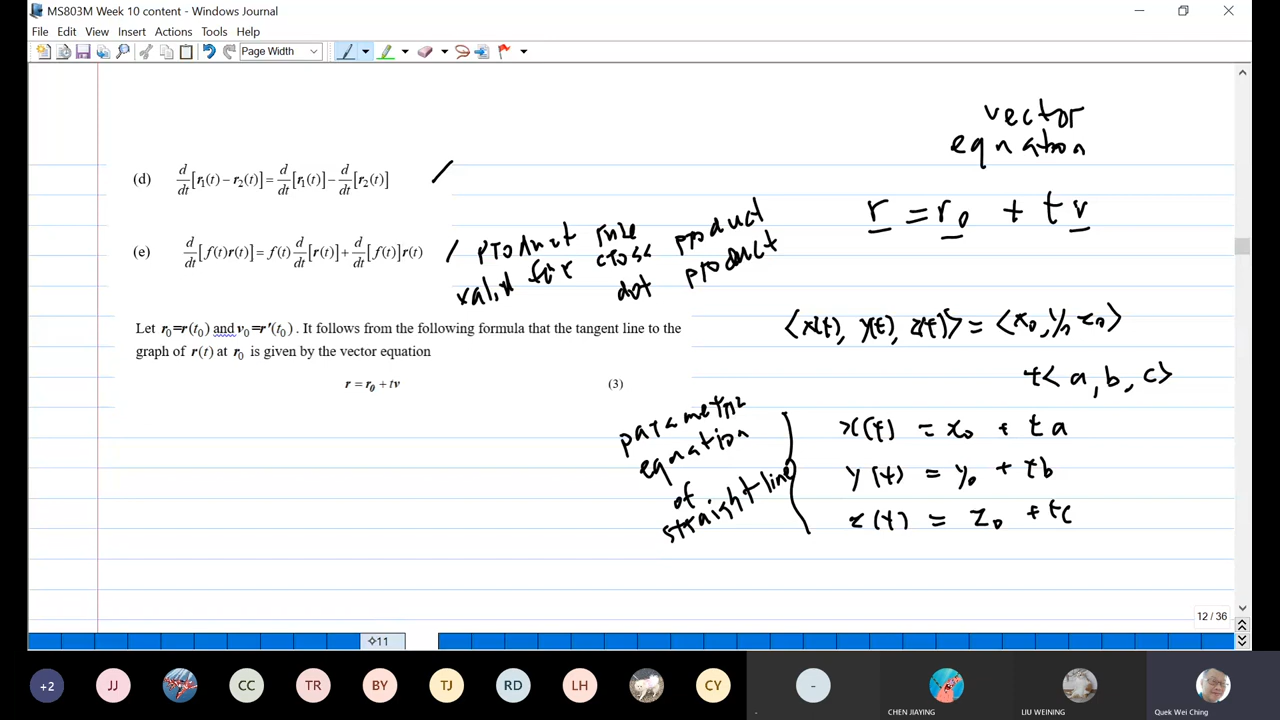 MS803M Week 10 content - Windows Journal
File Edit View Insert Actions Tools Help
Page Width
vector
equation
(d) d/dt[r₁(t) − r₂(t)] = d/dt[r₁(t)] − d/dt[r₂(t)]
r = r₀ + t v
(e) d/dt[f(t)r(t)] = f(t) d/dt[r(t)] + d/dt[f(t)]r(t)
product rule
valid for cross product
dot product
Let r₀=r(t₀) and v₀=r'(t₀). It follows from the following formula that the tangent line to the
graph of r(t) at r₀ is given by the vector equation
r = r₀ + tv (3)
<x(t), y(t), z(t)> = <x₀, y₀, z₀>
t< a, b, c>
parametric
equation
of
straight line
x(t) = x₀ + ta
y(t) = y₀ + tb
z(t) = z₀ + tc
12 / 36
11
+2 JJ CC TR BY TJ RD LH CY - - CHEN JIAYING LIU WEINING Quek Wei Ching